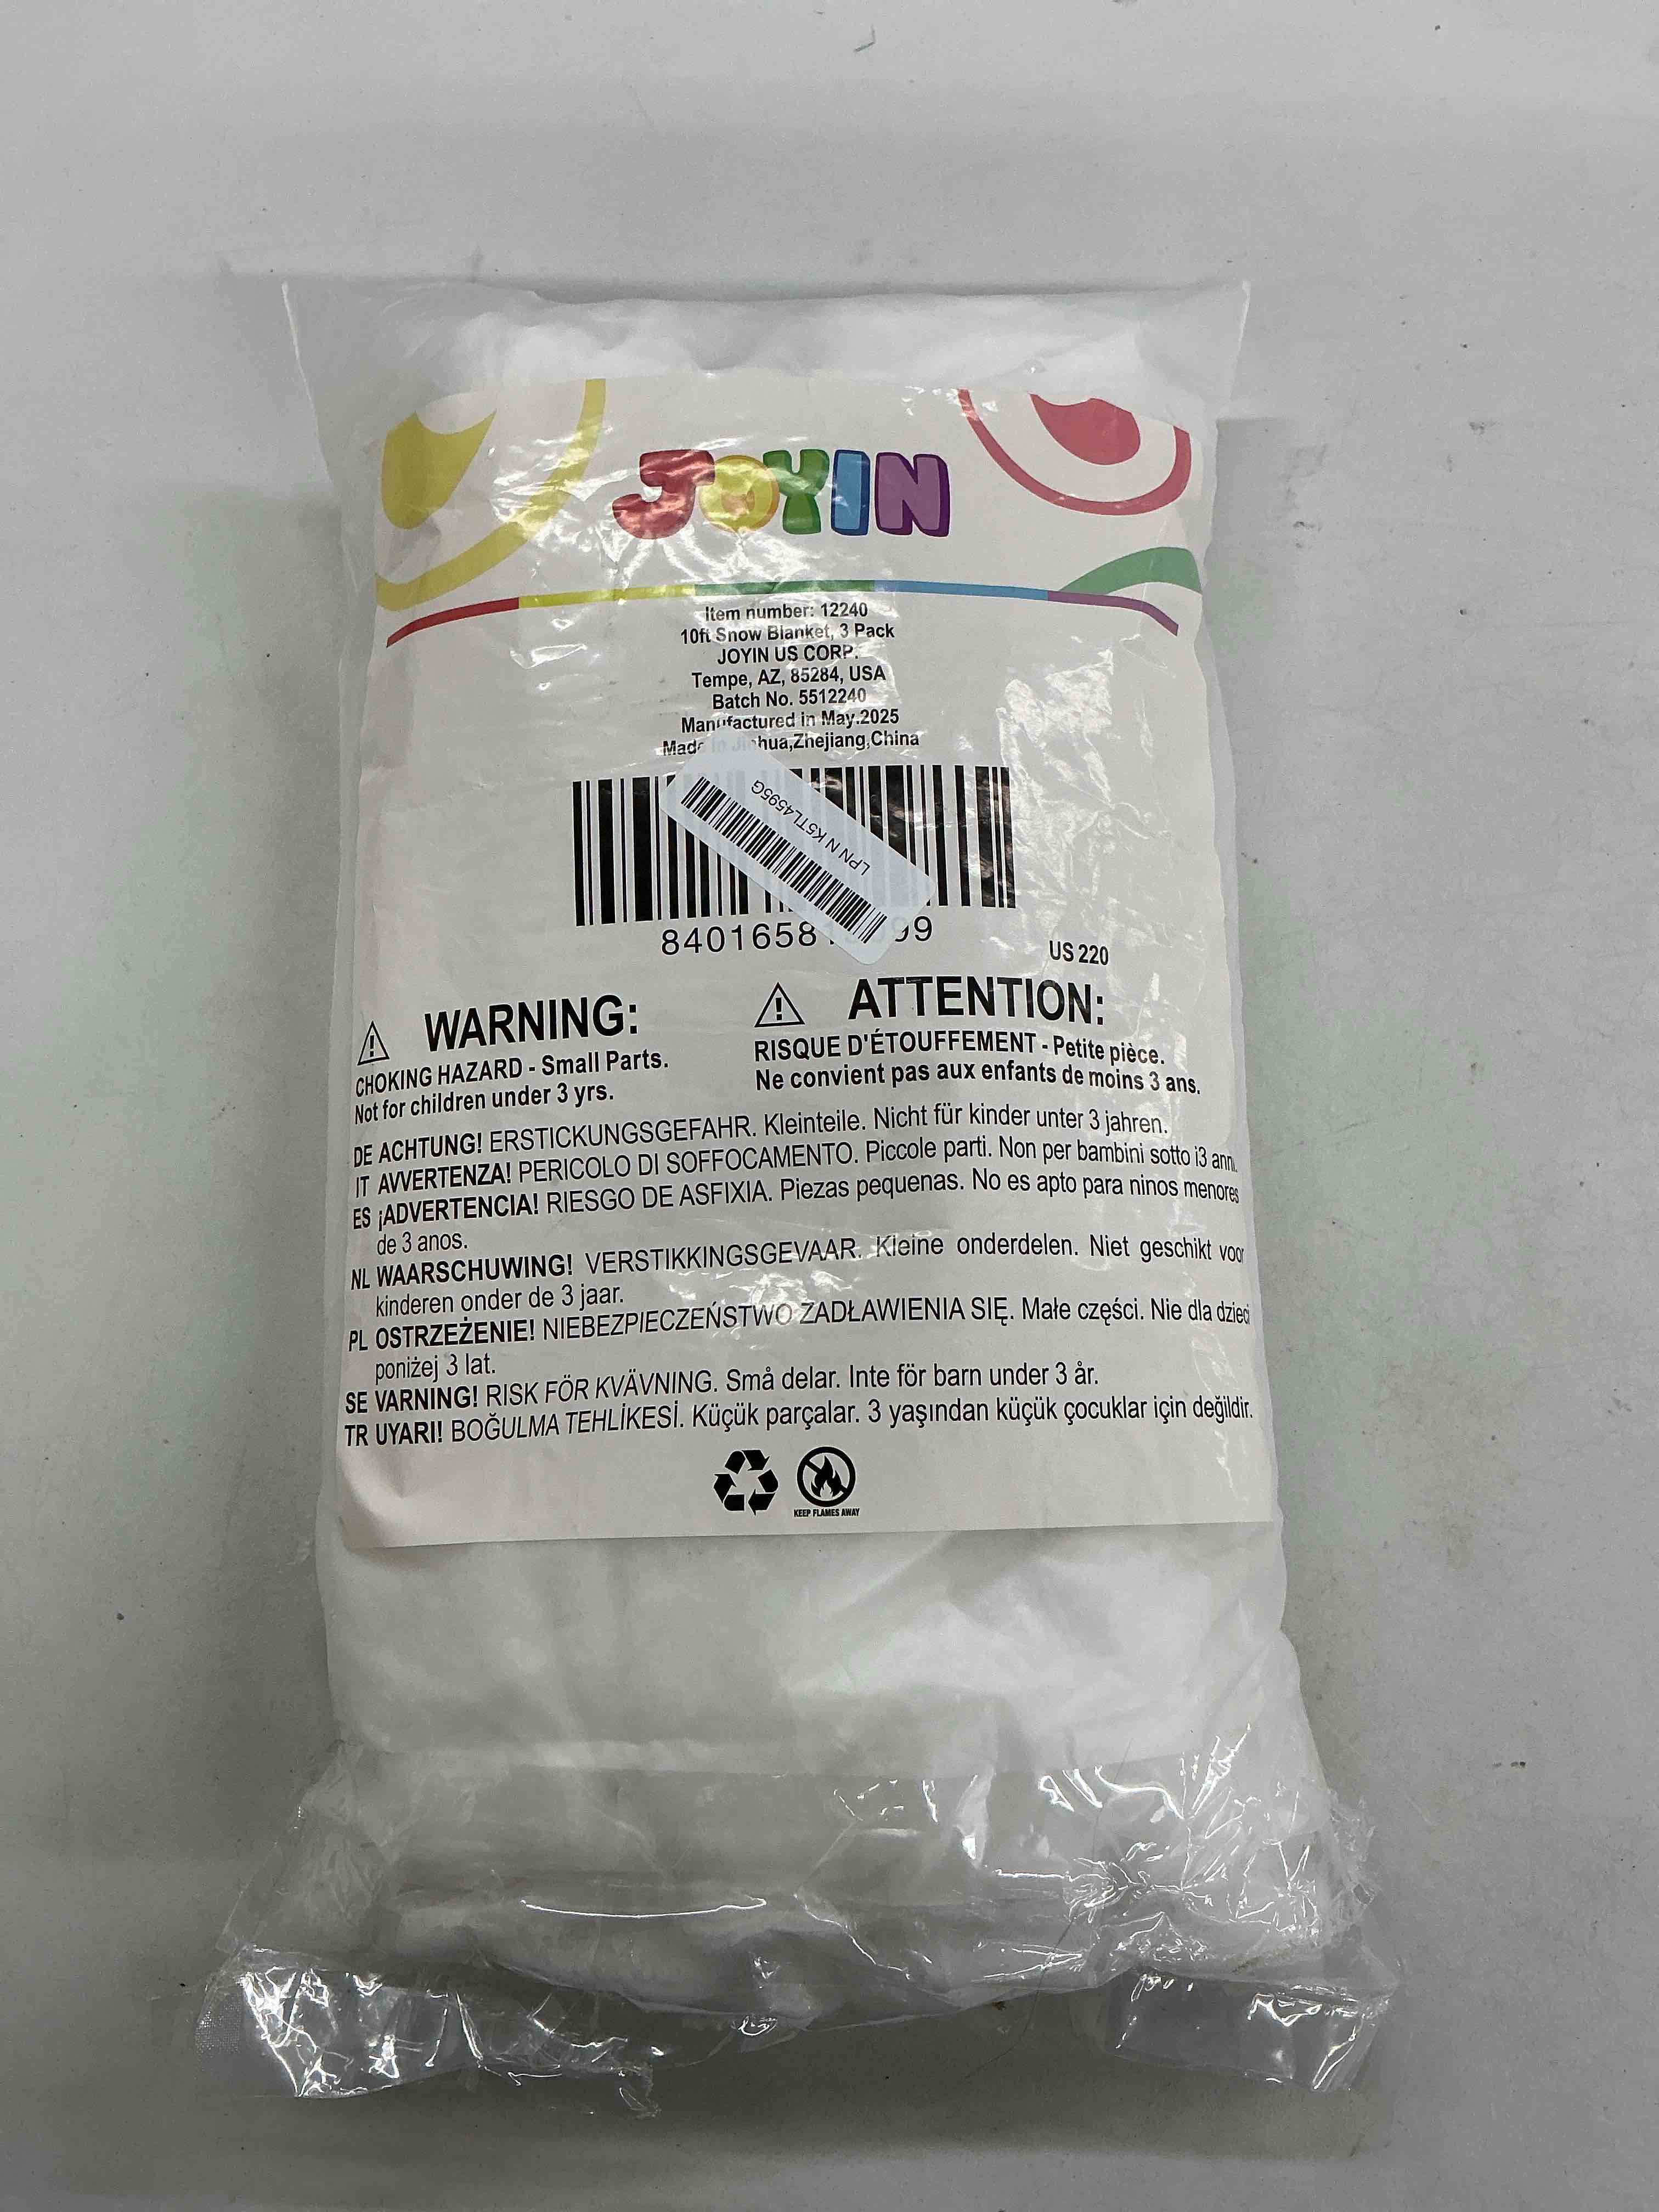 JOYIN
Item number: 12240
10ft Snow Blanket, 3 Pack
JOYIN US CORP.
Tempe, AZ, 85284, USA
Batch No. 5512240
Manufactured in May.2025
Made in Jinhua,Zhejiang,China
LPN N K5TL4595G
8401658 99
US 220
WARNING:
CHOKING HAZARD - Small Parts.
Not for children under 3 yrs.
ATTENTION:
RISQUE D'ÉTOUFFEMENT - Petite pièce.
Ne convient pas aux enfants de moins 3 ans.
DE ACHTUNG! ERSTICKUNGSGEFAHR. Kleinteile. Nicht für kinder unter 3 jahren.
IT AVVERTENZA! PERICOLO DI SOFFOCAMENTO. Piccole parti. Non per bambini sotto i3 anni.
ES ¡ADVERTENCIA! RIESGO DE ASFIXIA. Piezas pequenas. No es apto para ninos menores
de 3 anos.
NL WAARSCHUWING! VERSTIKKINGSGEVAAR. Kleine onderdelen. Niet geschikt voor
kinderen onder de 3 jaar.
PL OSTRZEŻENIE! NIEBEZPIECZEŃSTWO ZADŁAWIENIA SIĘ. Małe części. Nie dla dzieci
poniżej 3 lat.
SE VARNING! RISK FÖR KVÄVNING. Små delar. Inte för barn under 3 år.
TR UYARI! BOĞULMA TEHLİKESİ. Küçük parçalar. 3 yaşından küçük çocuklar için değildir.
KEEP FLAMES AWAY